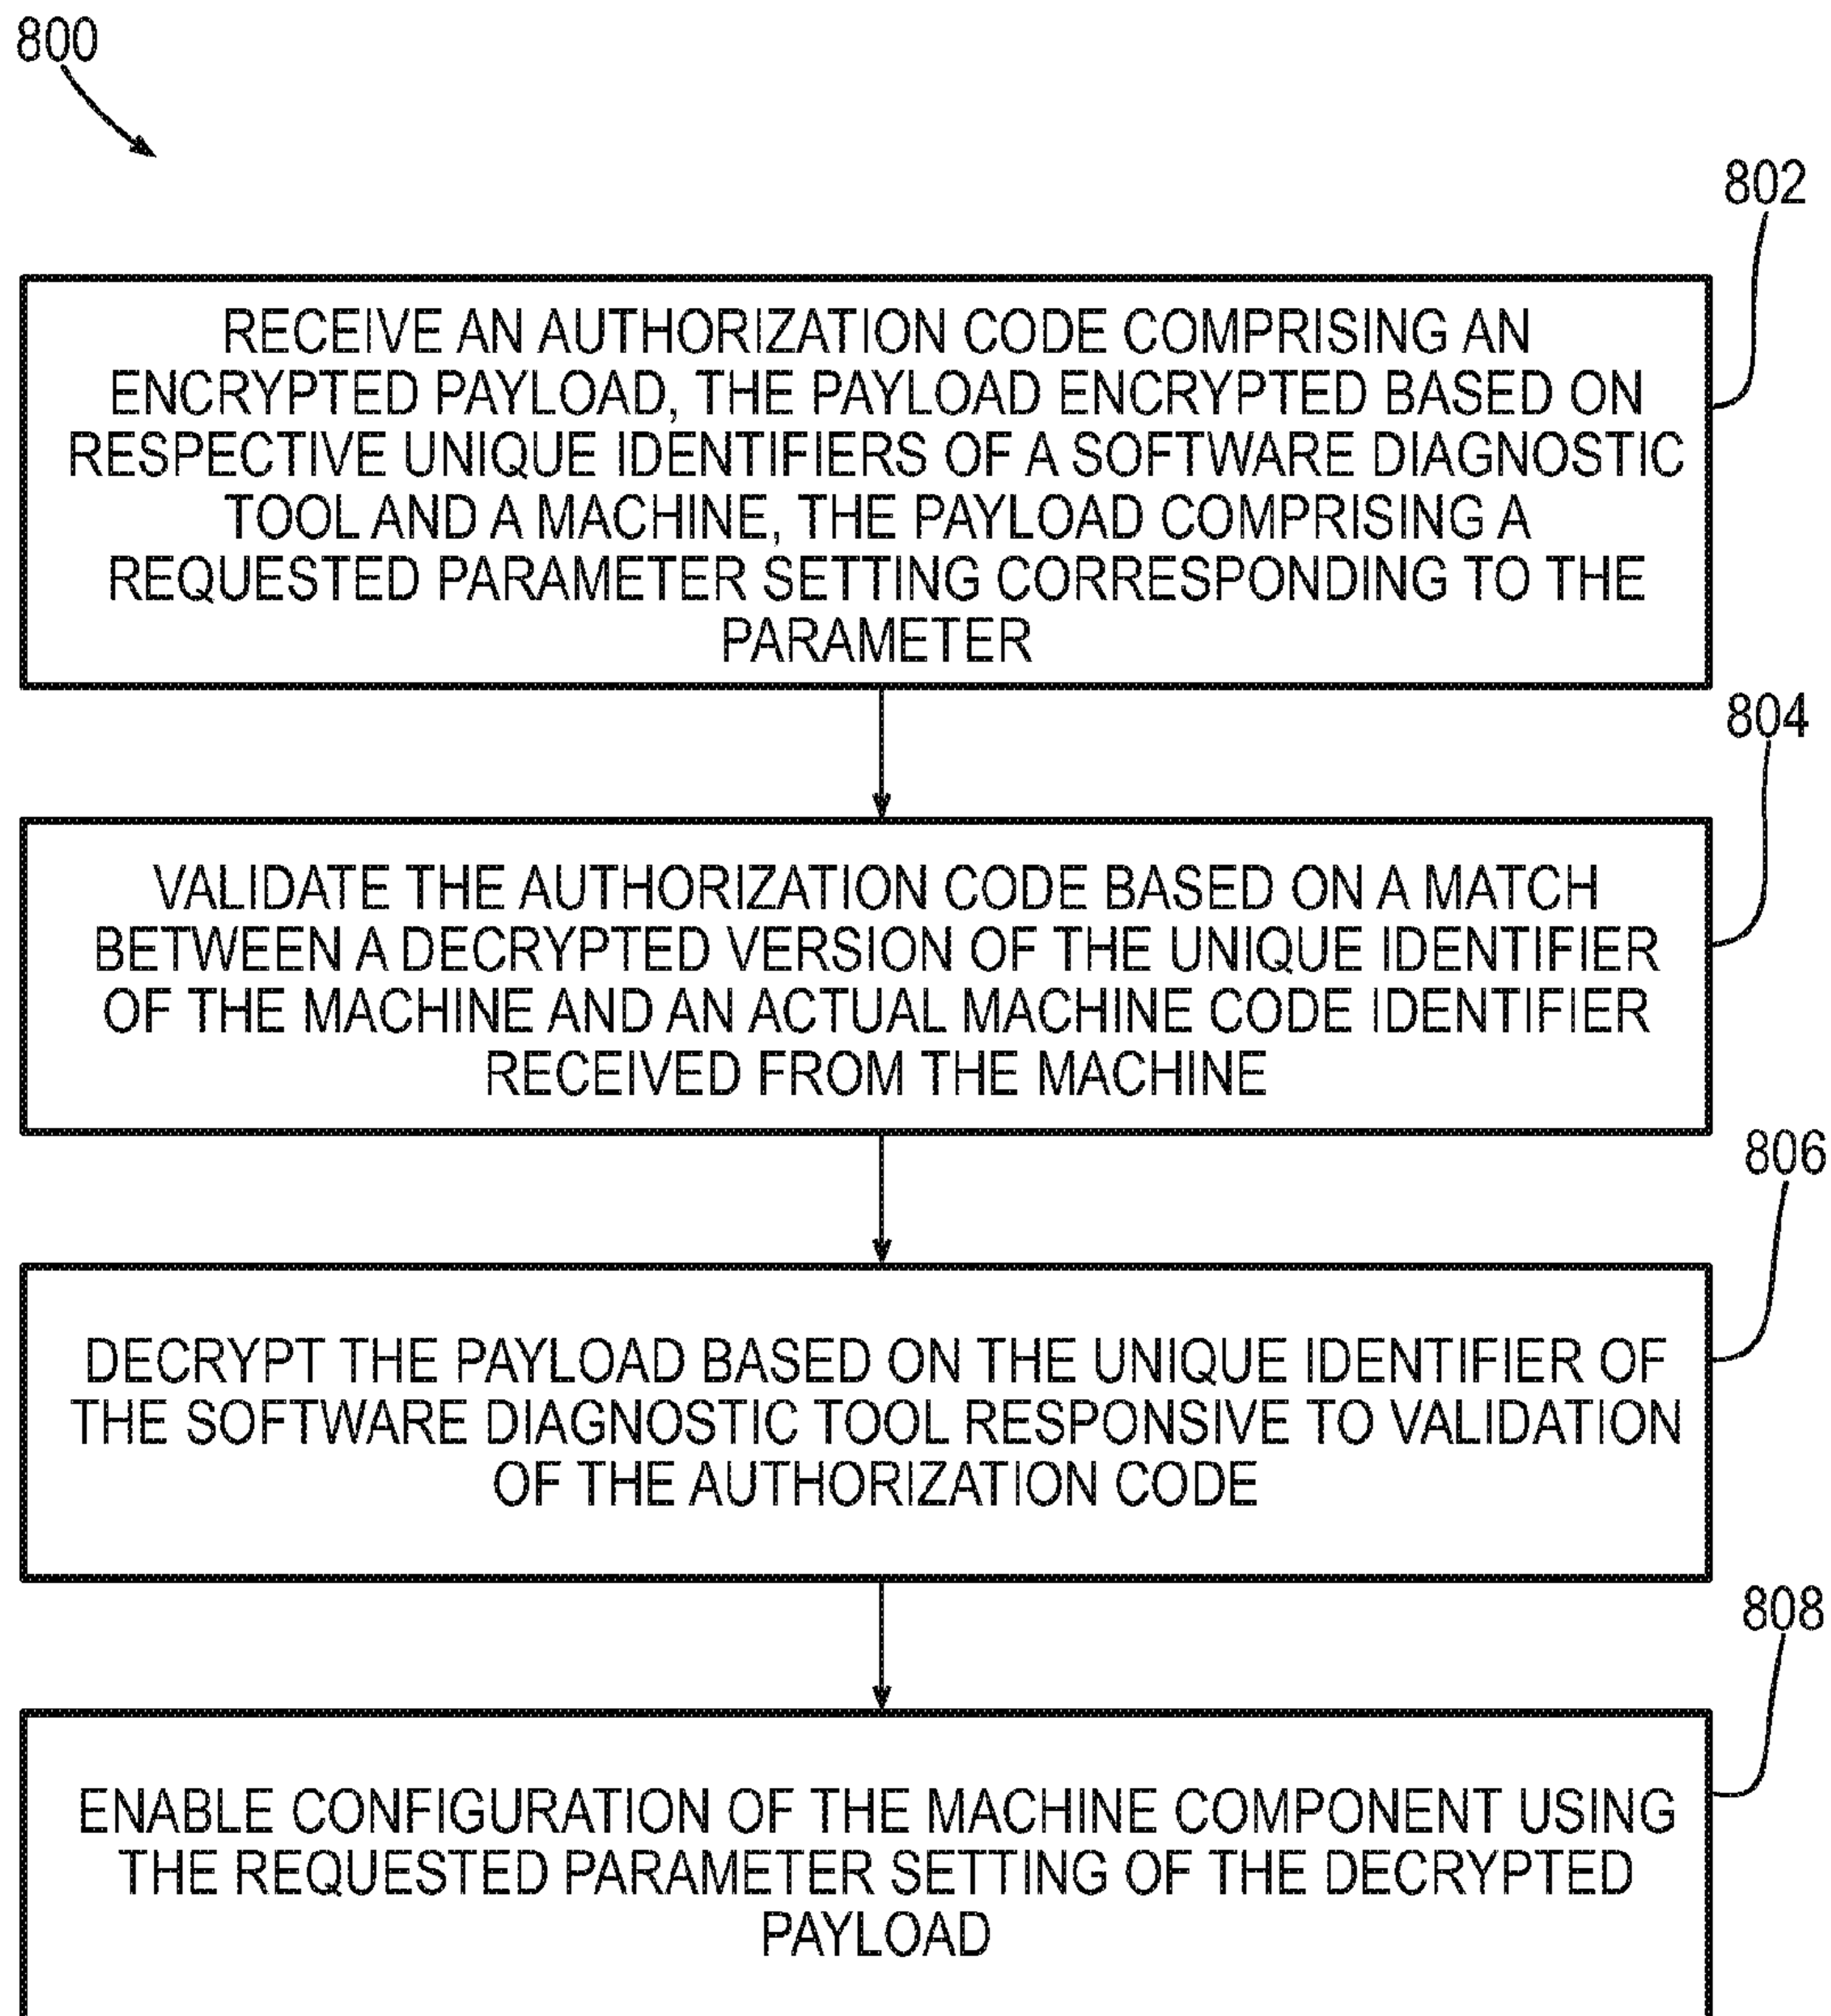 800
802
RECEIVE AN AUTHORIZATION CODE COMPRISING AN
ENCRYPTED PAYLOAD, THE PAYLOAD ENCRYPTED BASED ON
RESPECTIVE UNIQUE IDENTIFIERS OF A SOFTWARE DIAGNOSTIC
TOOL AND A MACHINE, THE PAYLOAD COMPRISING A
REQUESTED PARAMETER SETTING CORRESPONDING TO THE
PARAMETER
804
VALIDATE THE AUTHORIZATION CODE BASED ON A MATCH
BETWEEN A DECRYPTED VERSION OF THE UNIQUE IDENTIFIER
OF THE MACHINE AND AN ACTUAL MACHINE CODE IDENTIFIER
RECEIVED FROM THE MACHINE
806
DECRYPT THE PAYLOAD BASED ON THE UNIQUE IDENTIFIER OF
THE SOFTWARE DIAGNOSTIC TOOL RESPONSIVE TO VALIDATION
OF THE AUTHORIZATION CODE
808
ENABLE CONFIGURATION OF THE MACHINE COMPONENT USING
THE REQUESTED PARAMETER SETTING OF THE DECRYPTED
PAYLOAD